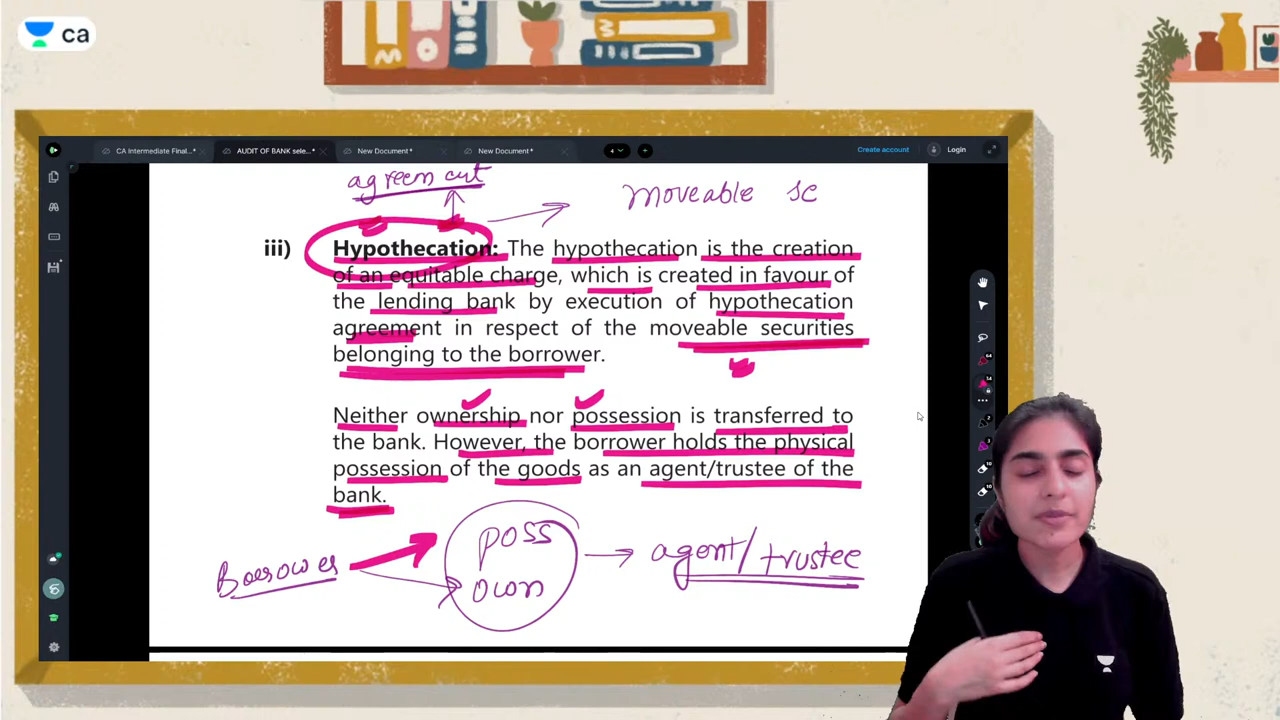 ca
CA Intermediate Final...*
AUDIT OF BANK sele...*
New Document*
New Document*
4
Create account
Login
agreement
moveable sc
iii) Hypothecation: The hypothecation is the creation
of an equitable charge, which is created in favour of
the lending bank by execution of hypothecation
agreement in respect of the moveable securities
belonging to the borrower.
Neither ownership nor possession is transferred to
the bank. However, the borrower holds the physical
possession of the goods as an agent/trustee of the
bank.
Borrower
poss
own
agent/trustee